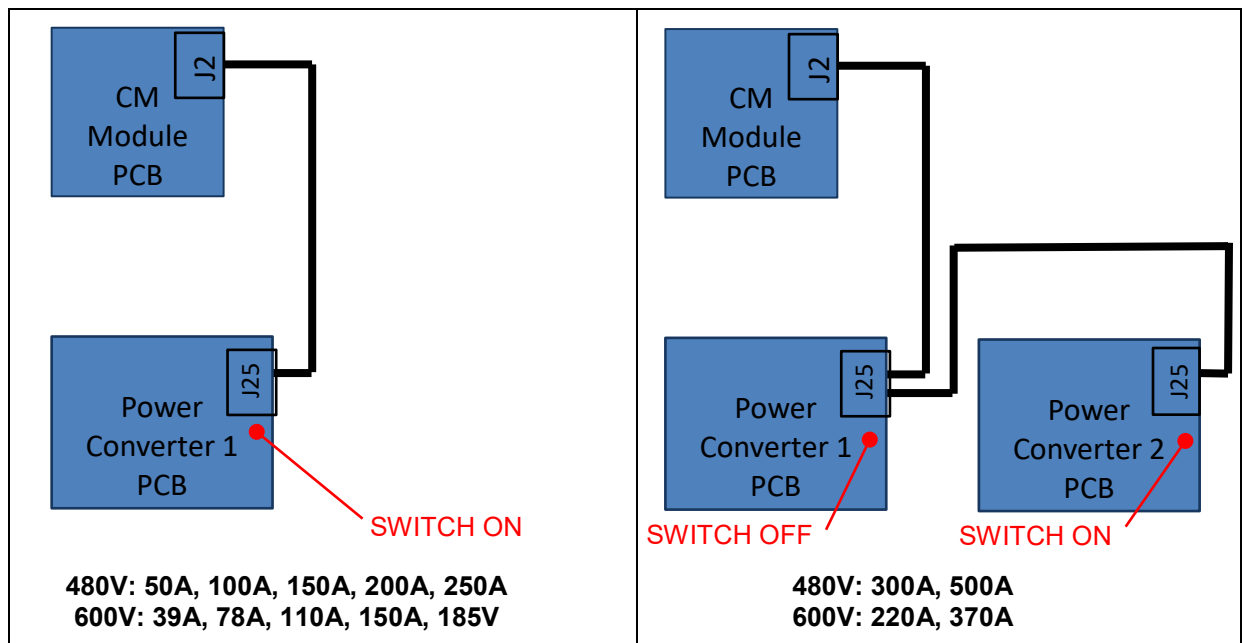 J2
CM
Module
PCB
J25
Power
Converter 1
PCB
SWITCH ON
480V: 50A, 100A, 150A, 200A, 250A
600V: 39A, 78A, 110A, 150A, 185V
J2
CM
Module
PCB
J25
Power
Converter 1
PCB
SWITCH OFF
J25
Power
Converter 2
PCB
SWITCH ON
480V: 300A, 500A
600V: 220A, 370A